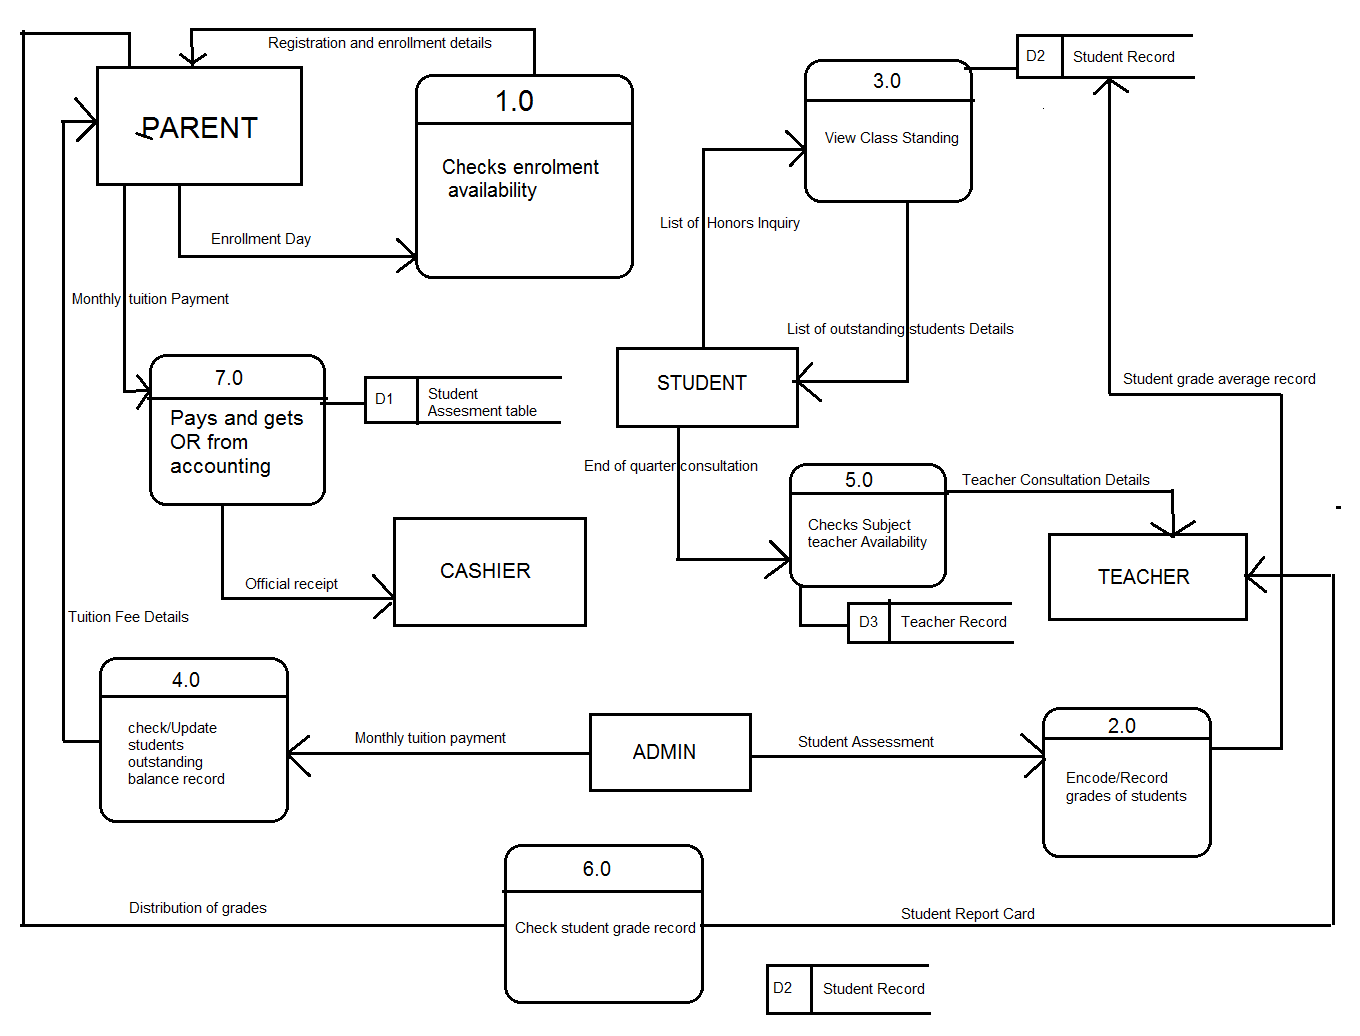 Registration and enrollment details
D2
Student Record
PARENT
1.0
Checks enrolment
availability
3.0
View Class Standing
Enrollment Day
List of Honors Inquiry
Monthly tuition Payment
List of outstanding students Details
7.0
Pays and gets
OR from
accounting
D1
Student
Assesment table
STUDENT
Student grade average record
End of quarter consultation
5.0
Checks Subject
teacher Availability
Teacher Consultation Details
CASHIER
TEACHER
Official receipt
Tuition Fee Details
D3
Teacher Record
4.0
check/Update
students
outstanding
balance record
Monthly tuition payment
ADMIN
Student Assessment
2.0
Encode/Record
grades of students
6.0
Check student grade record
Distribution of grades
Student Report Card
D2
Student Record